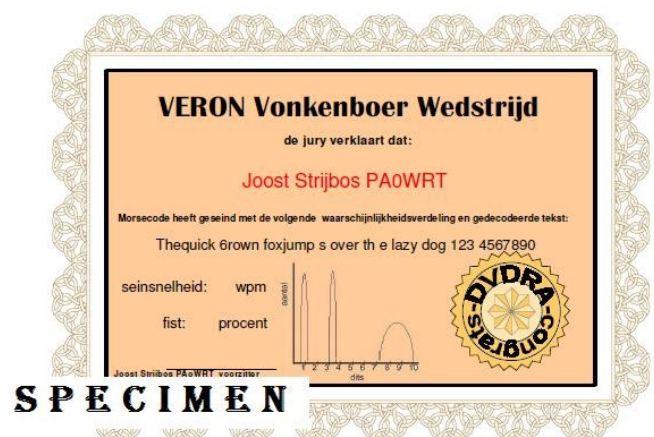 VERON Vonkenboer Wedstrijd
de jury verklaart dat:
Joost Strijbos PA0WRT
Morsecode heeft geseind met de volgende waarschijnlijkheidsverdeling en gedecodeerde tekst:
Thequick 6rown foxjump s over th e lazy dog 123 4567890
seinsnelheid: wpm
fist: procent
aantal
1 2 3 4 5 6 7 8 9 10
dits
DVDRA-congrats-
Joost Strijbos PA0WRT voorzitter
SPECIMEN